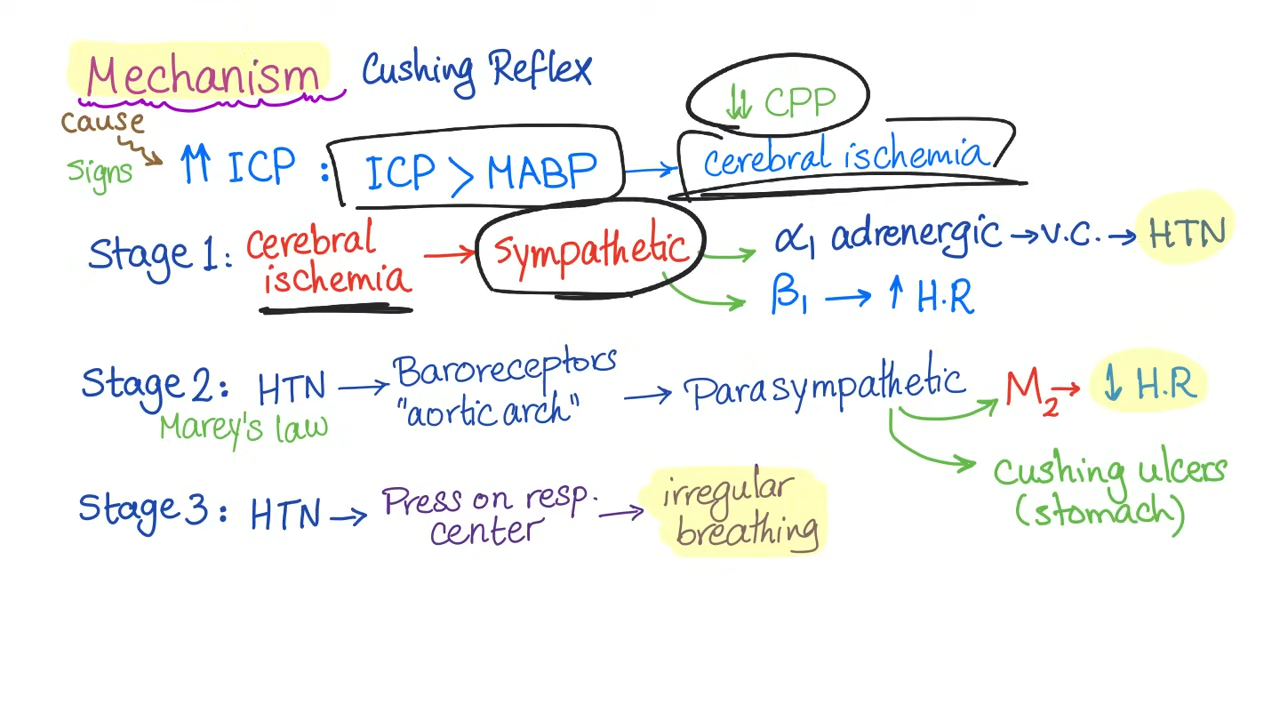 Mechanism Cushing Reflex
↓↓ CPP
cause
signs ↑↑ ICP : ICP > MABP → cerebral ischemia
Stage 1: cerebral ischemia → sympathetic → α₁ adrenergic → v.c. → HTN
β₁ → ↑ H.R
Stage 2: HTN → Baroreceptors "aortic arch" → Parasympathetic → M₂ → ↓ H.R
Marey's law
cushing ulcers
(stomach)
Stage 3: HTN → Press on resp. center → irregular breathing